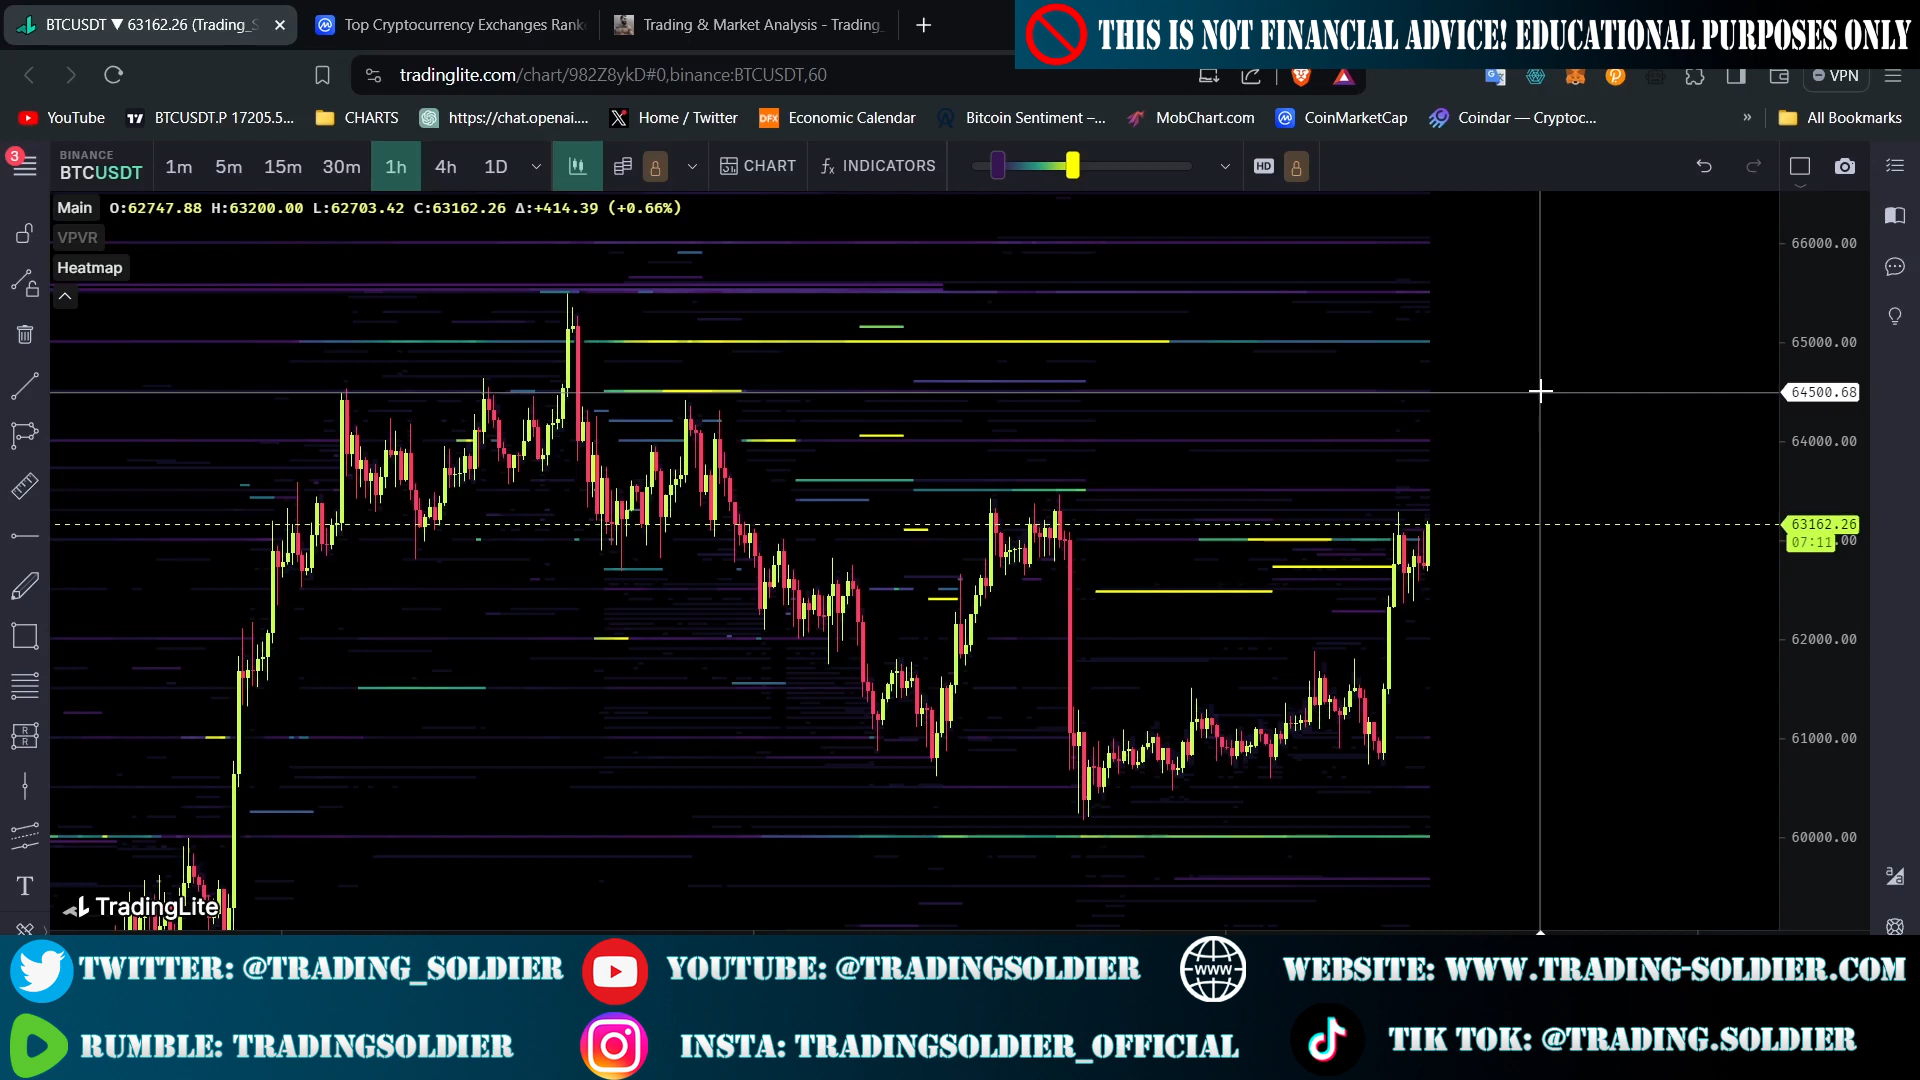 BTCUSDT ▼ 63162.26 (Trading_S
Top Cryptocurrency Exchanges Ranke
Trading & Market Analysis - Trading_
THIS IS NOT FINANCIAL ADVICE! EDUCATIONAL PURPOSES ONLY
tradinglite.com/chart/982Z8ykD#0,binance:BTCUSDT,60
VPN
YouTube
BTCUSDT.P 17205.5...
CHARTS
https://chat.openai....
Home / Twitter
Economic Calendar
Bitcoin Sentiment –...
MobChart.com
CoinMarketCap
Coindar — Cryptoc...
» All Bookmarks
3
BINANCE
BTCUSDT
1m 5m 15m 30m 1h 4h 1D
CHART
INDICATORS
HD
Main O:62747.88 H:63200.00 L:62703.42 C:63162.26 Δ:+414.39 (+0.66%)
VPVR
Heatmap
66000.00
65000.00
64500.68
64000.00
63162.26
07:11
.00
62000.00
61000.00
60000.00
TradingLite
TWITTER: @TRADING_SOLDIER
YOUTUBE: @TRADINGSOLDIER
WWW
WEBSITE: WWW.TRADING-SOLDIER.COM
RUMBLE: TRADINGSOLDIER
INSTA: TRADINGSOLDIER_OFFICIAL
TIK TOK: @TRADING.SOLDIER